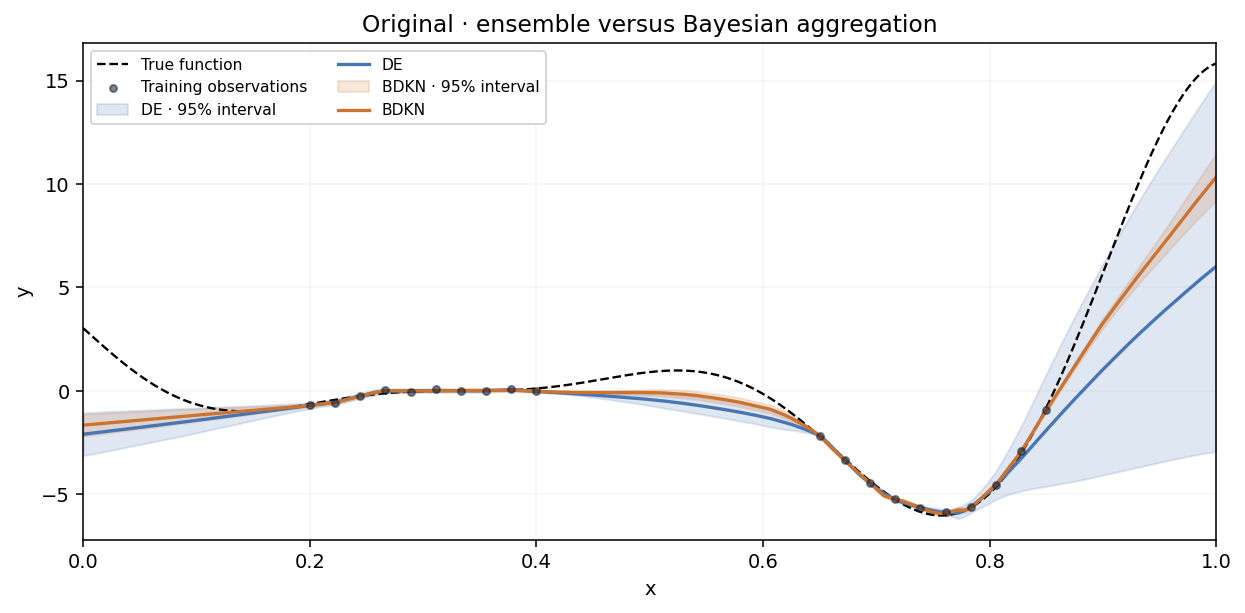 Original · ensemble versus Bayesian aggregation
True function
Training observations
DE · 95% interval
DE
BDKN · 95% interval
BDKN
y
15
10
5
0
−5
0.0 0.2 0.4 0.6 0.8 1.0
x